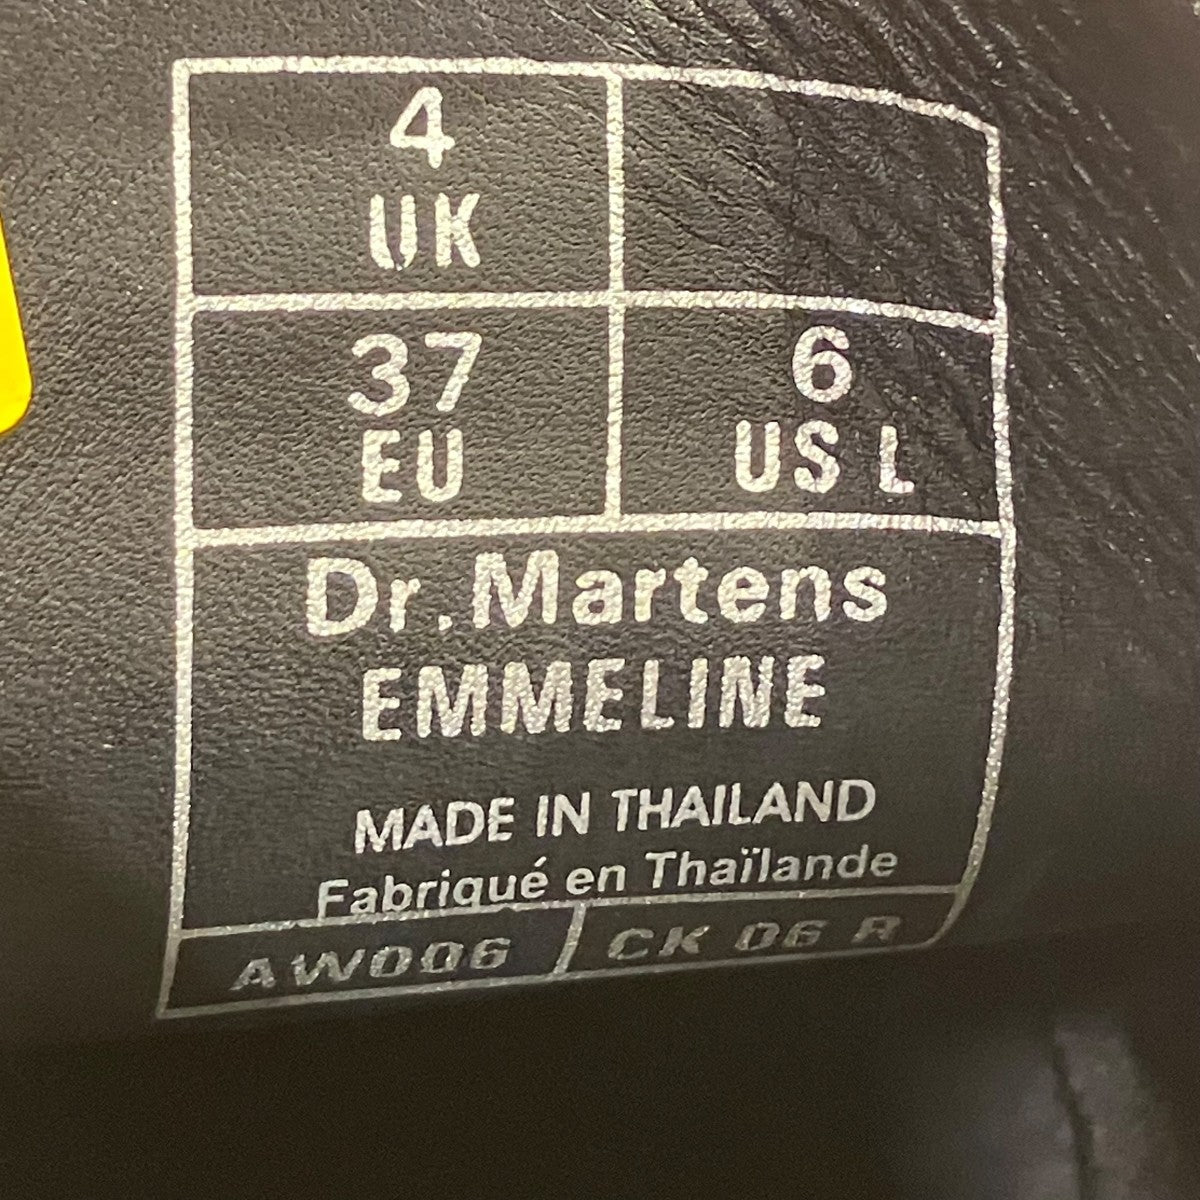 4
UK
37
EU
6
US L
Dr. Martens
EMMELINE
MADE IN THAILAND
Fabriqué en Thaïlande
AW006
CK 06 R